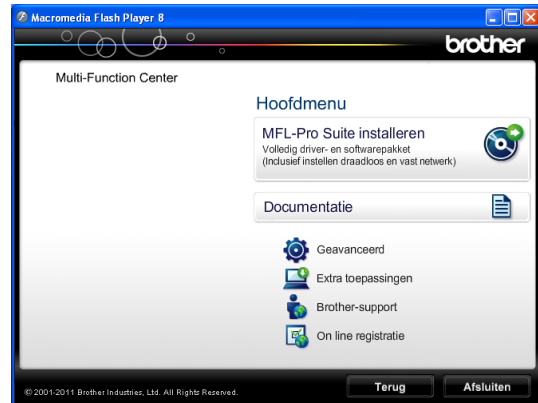 Macromedia Flash Player 8
brother
Multi-Function Center
Hoofdmenu
MFL-Pro Suite installeren
Volledig driver- en softwarepakket
(Inclusief instellen draadloos en vast netwerk)
Documentatie
Geavanceerd
Extra toepassingen
Brother-support
On line registratie
© 2001-2011 Brother Industries, Ltd. All Rights Reserved.
Terug
Afsluiten